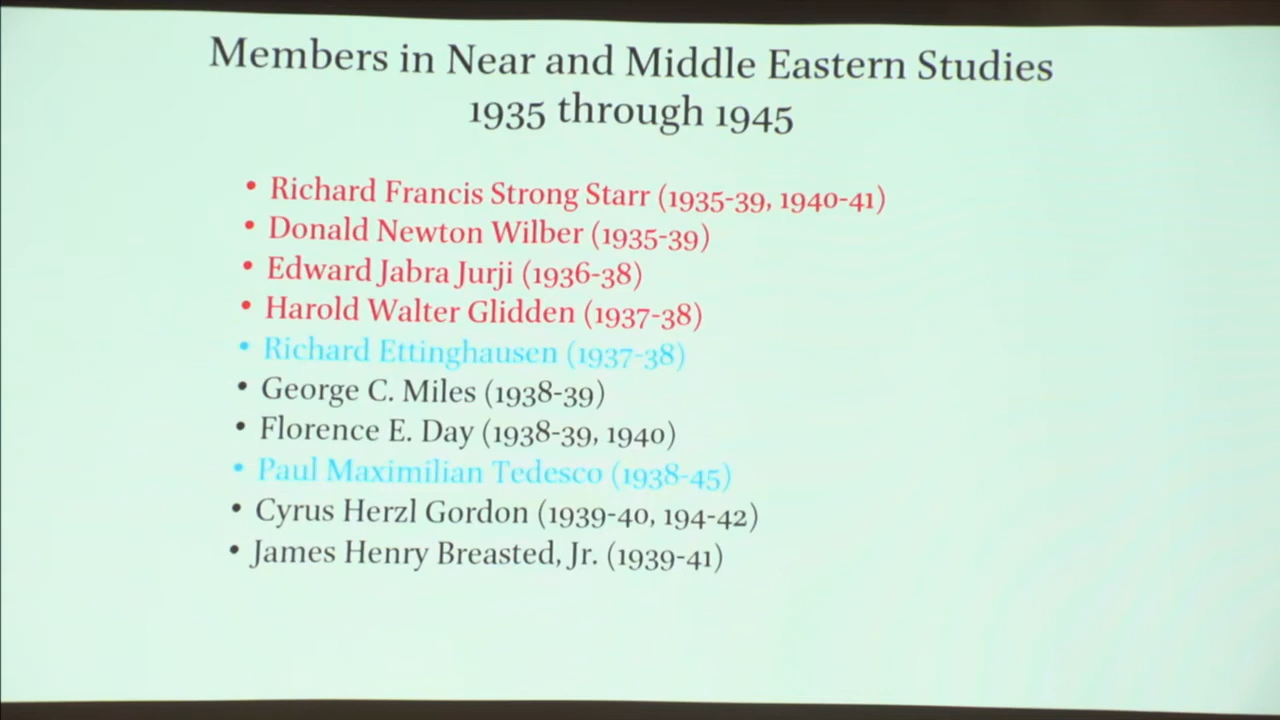 Members in Near and Middle Eastern Studies
1935 through 1945
• Richard Francis Strong Starr (1935-39, 1940-41)
• Donald Newton Wilber (1935-39)
• Edward Jabra Jurji (1936-38)
• Harold Walter Glidden (1937-38)
• Richard Ettinghausen (1937-38)
• George C. Miles (1938-39)
• Florence E. Day (1938-39, 1940)
• Paul Maximilian Tedesco (1938-45)
• Cyrus Herzl Gordon (1939-40, 194-42)
• James Henry Breasted, Jr. (1939-41)